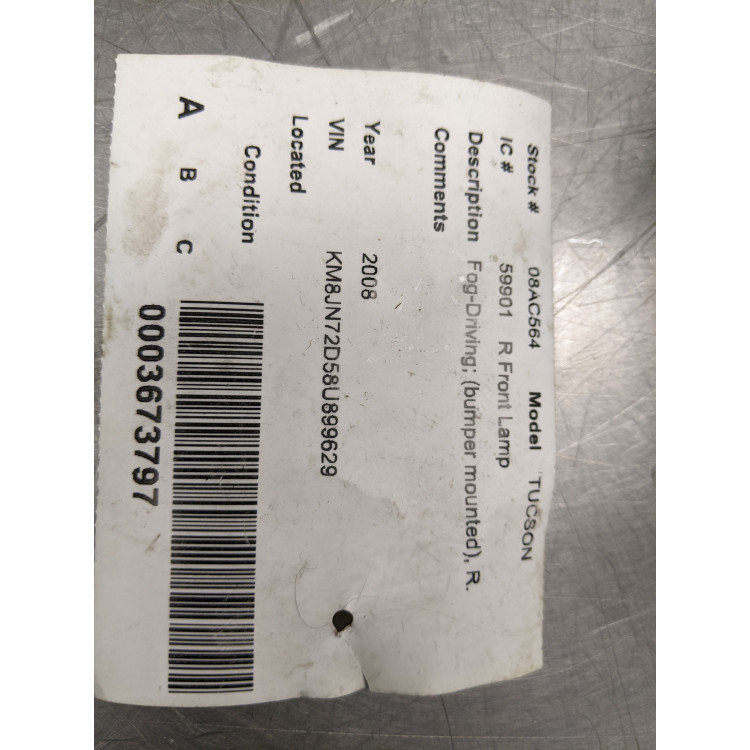 Stock # 08AC564 Model TUCSON
IC # 59901 R Front Lamp
Description Fog-Driving; (bumper mounted), R.
Comments
Year 2008
VIN KM8JN72D58U899629
Located
Condition
A B C
0003673797